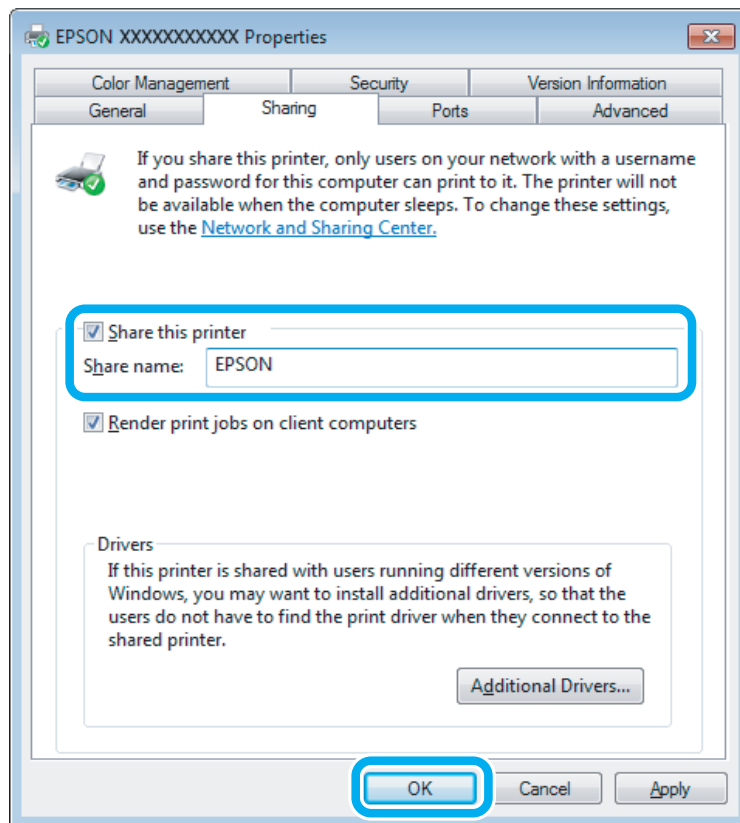 EPSON XXXXXXXXXXX Properties
Color Management
Security
Version Information
General
Sharing
Ports
Advanced
If you share this printer, only users on your network with a username
and password for this computer can print to it. The printer will not
be available when the computer sleeps. To change these settings,
use the Network and Sharing Center.
Share this printer
Share name: EPSON
Render print jobs on client computers
Drivers
If this printer is shared with users running different versions of
Windows, you may want to install additional drivers, so that the
users do not have to find the print driver when they connect to the
shared printer.
Additional Drivers...
OK
Cancel
Apply